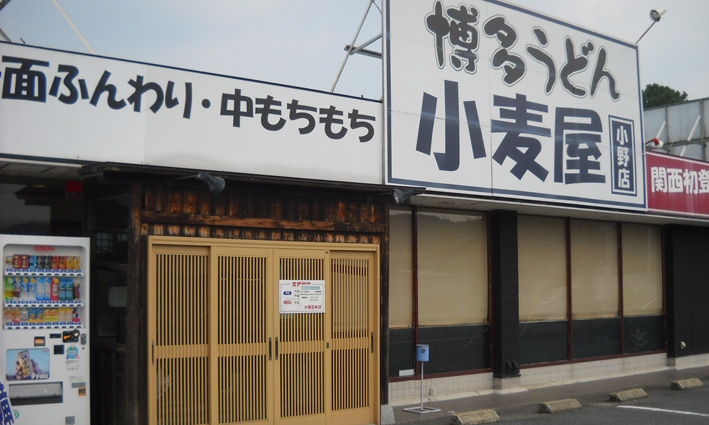 面ふんわり・中もちもち
博多うどん
小麦屋
小野店
関西初登
FIRE